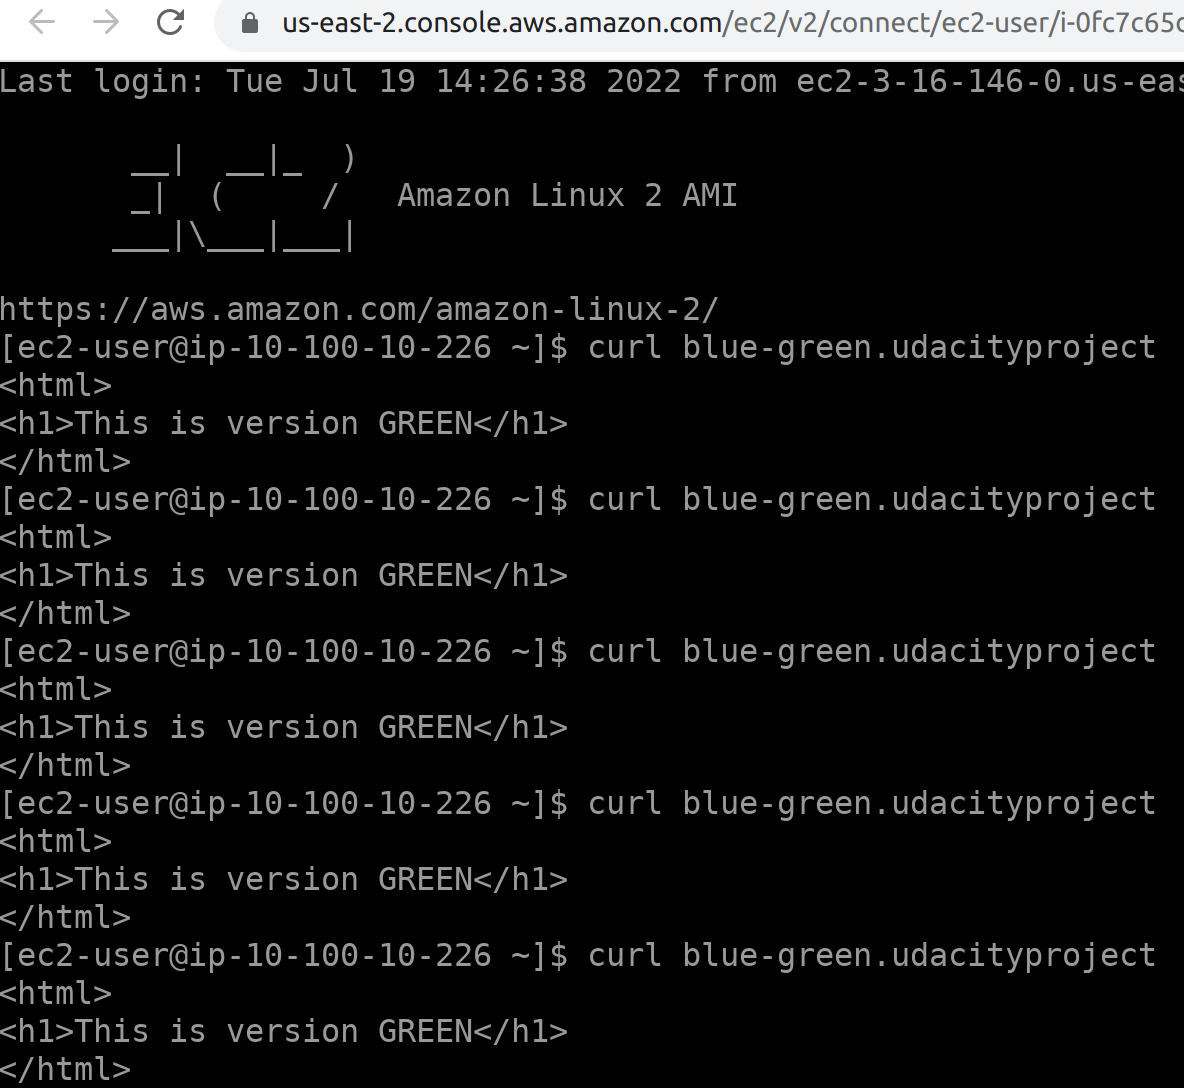 us-east-2.console.aws.amazon.com/ec2/v2/connect/ec2-user/i-0fc7c65
Last login: Tue Jul 19 14:26:38 2022 from ec2-3-16-146-0.us-eas
       __|  __|_  )
       _|  (     /   Amazon Linux 2 AMI
      ___|\___|___|
https://aws.amazon.com/amazon-linux-2/
[ec2-user@ip-10-100-10-226 ~]$ curl blue-green.udacityproject
<html>
<h1>This is version GREEN</h1>
</html>
[ec2-user@ip-10-100-10-226 ~]$ curl blue-green.udacityproject
<html>
<h1>This is version GREEN</h1>
</html>
[ec2-user@ip-10-100-10-226 ~]$ curl blue-green.udacityproject
<html>
<h1>This is version GREEN</h1>
</html>
[ec2-user@ip-10-100-10-226 ~]$ curl blue-green.udacityproject
<html>
<h1>This is version GREEN</h1>
</html>
[ec2-user@ip-10-100-10-226 ~]$ curl blue-green.udacityproject
<html>
<h1>This is version GREEN</h1>
</html>